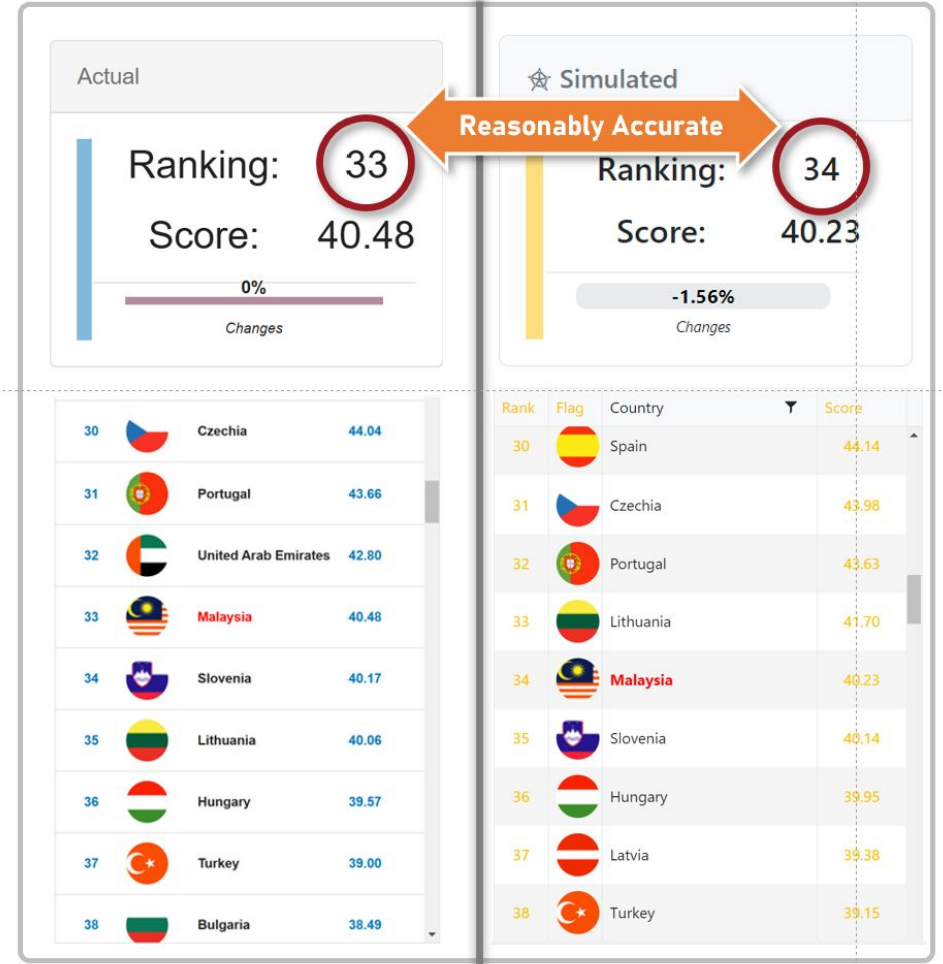 Actual
Ranking: 33
Score: 40.48
0%
Changes
Reasonably Accurate
Simulated
Ranking: 34
Score: 40.23
-1.56%
Changes
30 Czechia 44.04
31 Portugal 43.66
32 United Arab Emirates 42.80
33 Malaysia 40.48
34 Slovenia 40.17
35 Lithuania 40.06
36 Hungary 39.57
37 Turkey 39.00
38 Bulgaria 38.49
Rank Flag Country Score
30 Spain 44.14
31 Czechia 43.98
32 Portugal 43.63
33 Lithuania 41.70
34 Malaysia 40.23
35 Slovenia 40.14
36 Hungary 39.95
37 Latvia 39.38
38 Turkey 39.15